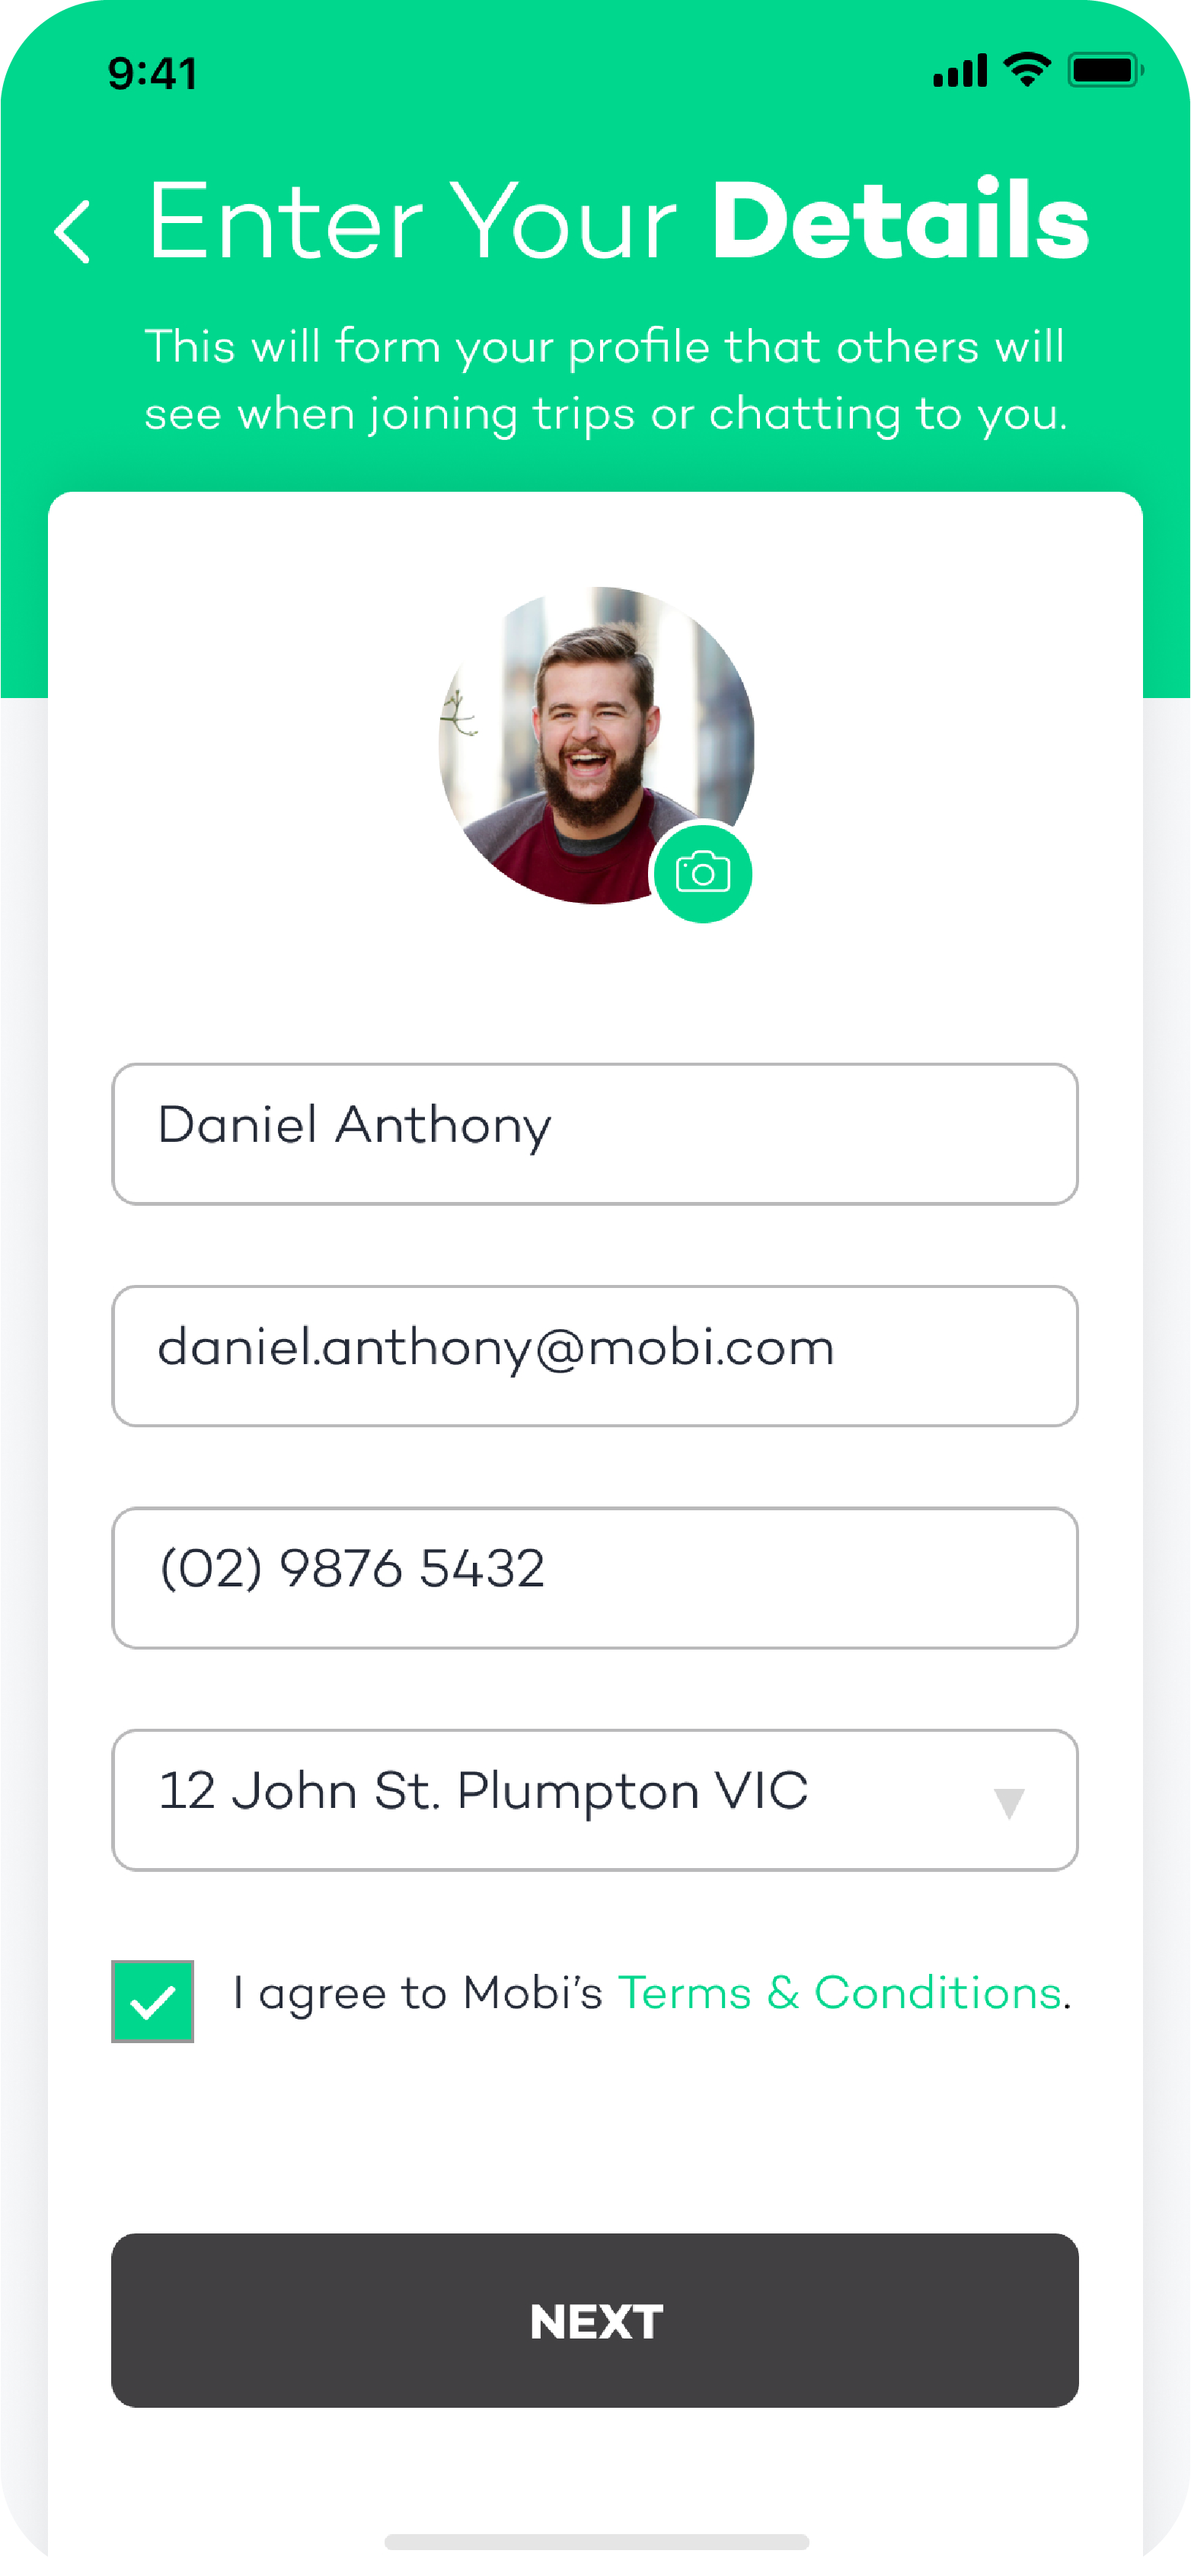 9:41
Enter Your Details
This will form your profile that others will
see when joining trips or chatting to you.
Daniel Anthony
daniel.anthony@mobi.com
(02) 9876 5432
12 John St. Plumpton VIC
I agree to Mobi’s Terms & Conditions.
NEXT